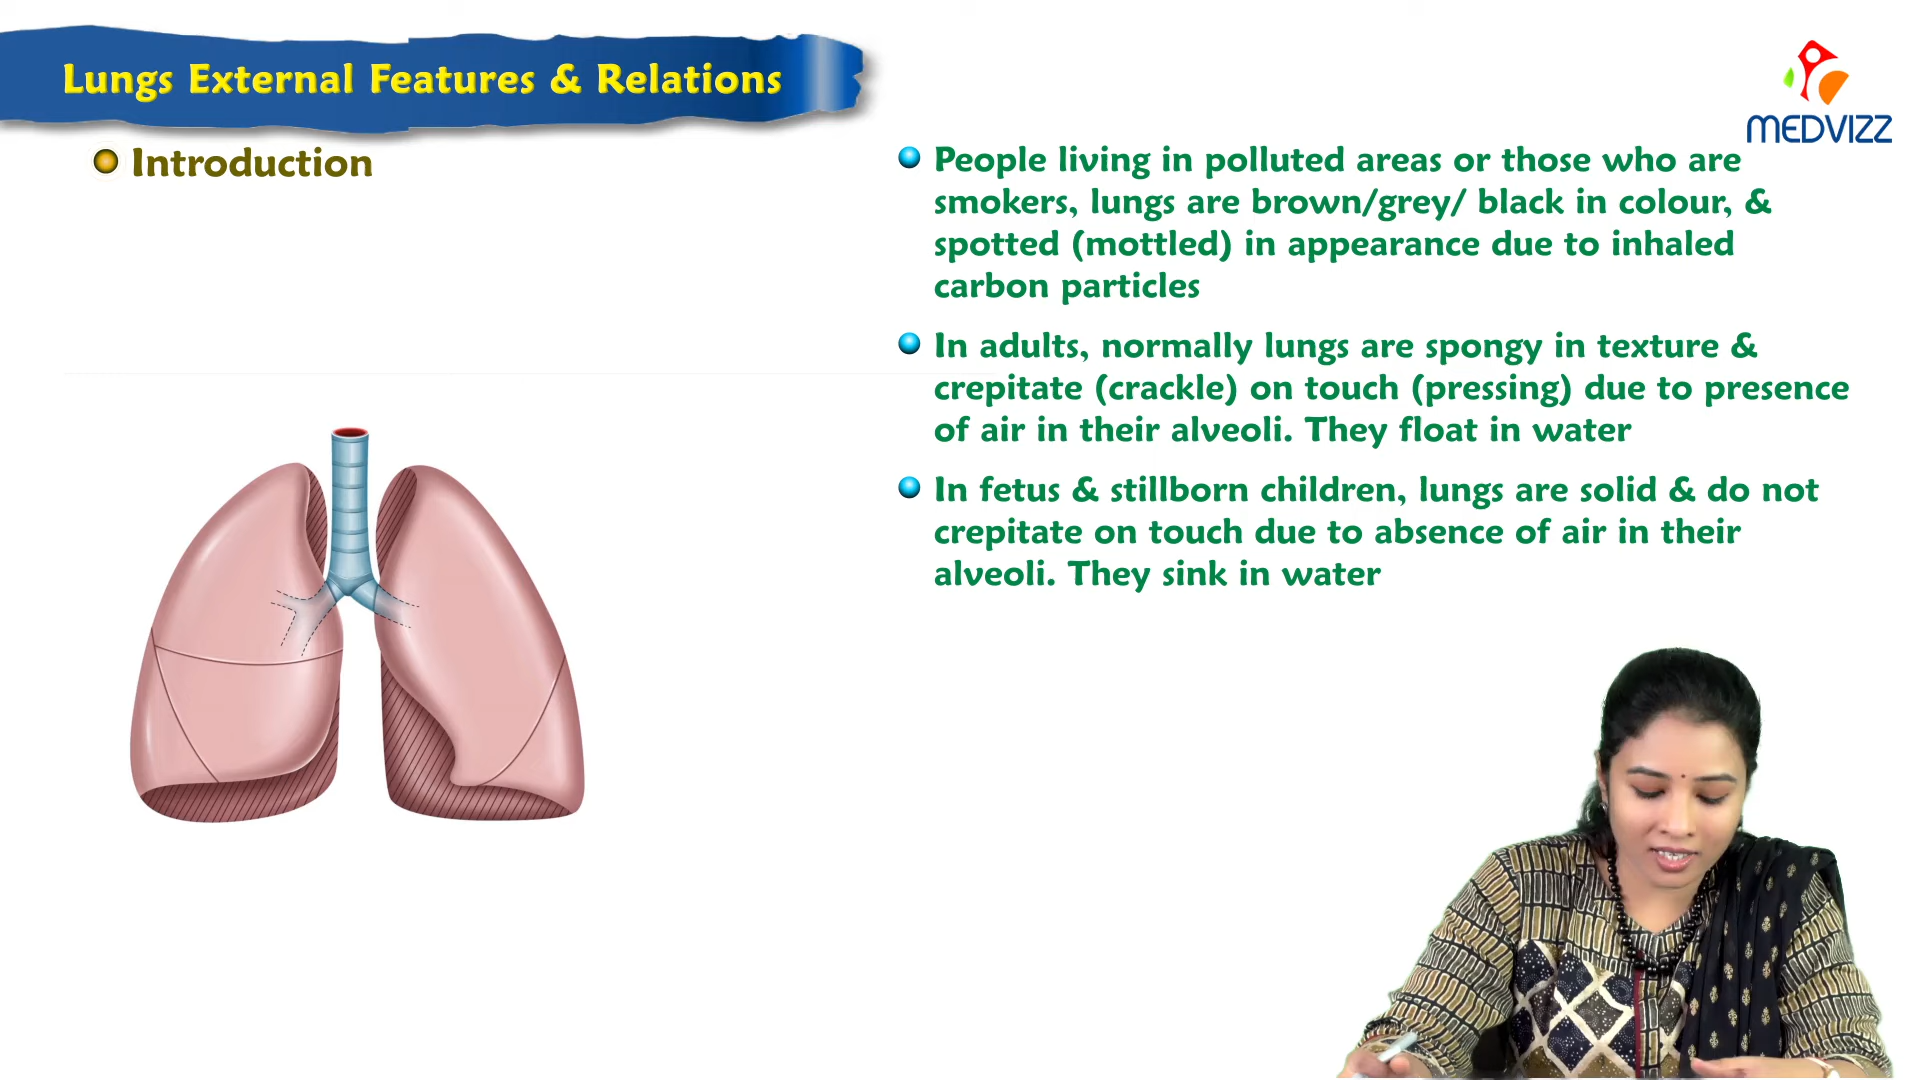 Lungs External Features & Relations
MEDVIZZ
Introduction
People living in polluted areas or those who are
smokers, lungs are brown/grey/ black in colour, &
spotted (mottled) in appearance due to inhaled
carbon particles
In adults, normally lungs are spongy in texture &
crepitate (crackle) on touch (pressing) due to presence
of air in their alveoli. They float in water
In fetus & stillborn children, lungs are solid & do not
crepitate on touch due to absence of air in their
alveoli. They sink in water